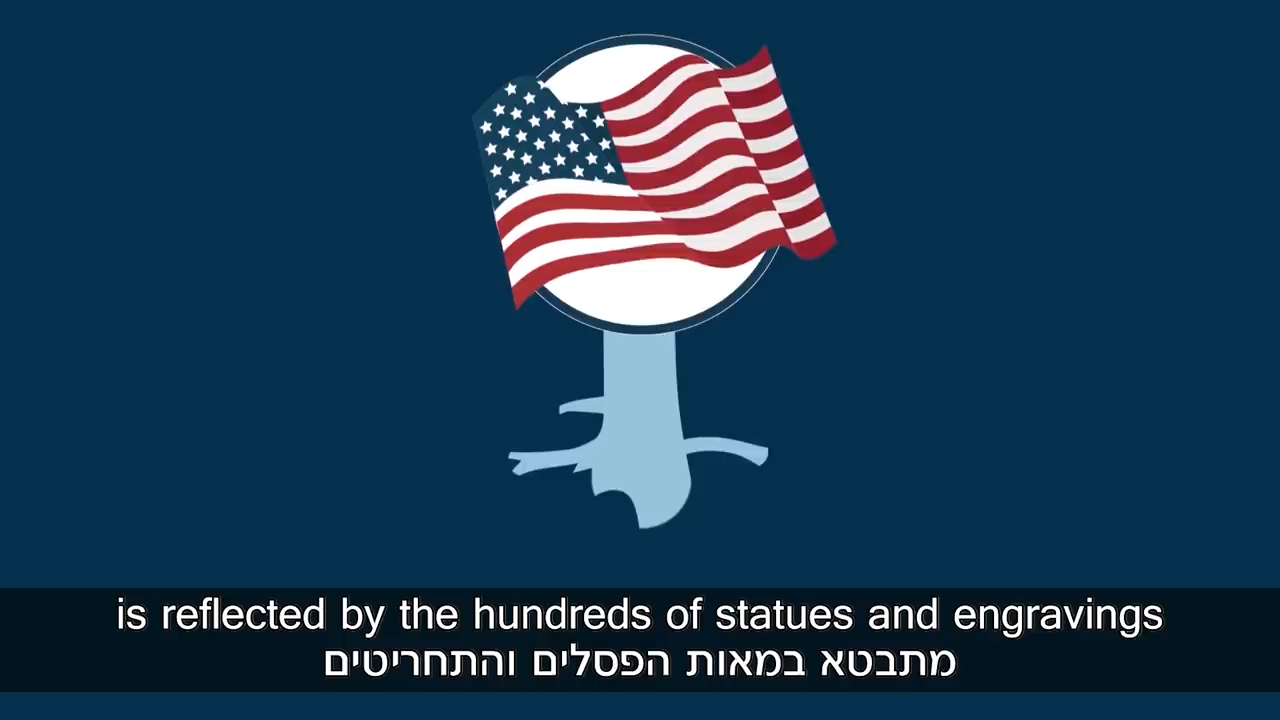 is reflected by the hundreds of statues and engravings
מתבטא במאות הפסלים והתחריטים